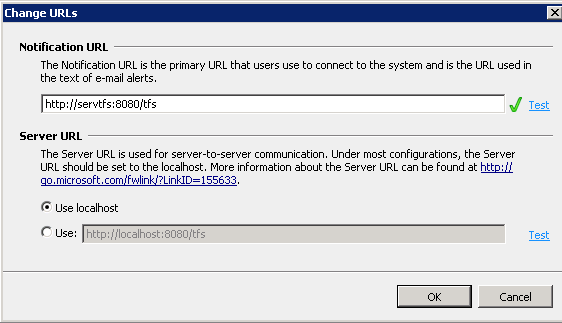 Change URLs
Notification URL
The Notification URL is the primary URL that users use to connect to the system and is the URL used in
the text of e-mail alerts.
http://servtfs:8080/tfs
Test
Server URL
The Server URL is used for server-to-server communication. Under most configurations, the Server
URL should be set to the localhost. More information about the Server URL can be found at http://
go.microsoft.com/fwlink/?LinkID=155633.
Use localhost
Use: http://localhost:8080/tfs
Test
OK
Cancel